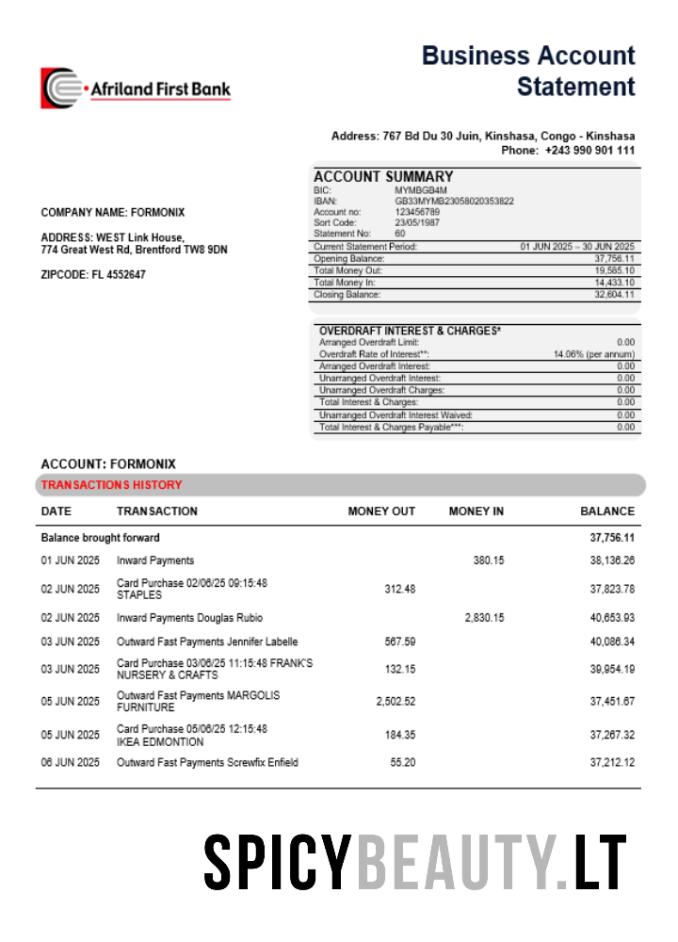 Business Account
Statement
Afriland First Bank
Address: 767 Bd Du 30 Juin, Kinshasa, Congo - Kinshasa
Phone: +243 990 901 111
ACCOUNT SUMMARY
BIC: MYMBGB4M
IBAN: GB33MYMB23058020353822
Account no: 123456789
Sort Code: 23/05/1987
Statement No: 60
Current Statement Period: 01 JUN 2025 – 30 JUN 2025
Opening Balance: 37,756.11
Total Money Out: 19,585.10
Total Money In: 14,433.10
Closing Balance: 32,604.11
COMPANY NAME: FORMONIX
ADDRESS: WEST Link House,
774 Great West Rd, Brentford TW8 9DN
ZIPCODE: FL 4552647
OVERDRAFT INTEREST & CHARGES*
Arranged Overdraft Limit: 0.00
Overdraft Rate of Interest**: 14.06% (per annum)
Arranged Overdraft Interest: 0.00
Unarranged Overdraft Interest: 0.00
Unarranged Overdraft Charges: 0.00
Total Interest & Charges: 0.00
Unarranged Overdraft Interest Waived: 0.00
Total Interest & Charges Payable***: 0.00
ACCOUNT: FORMONIX
TRANSACTIONS HISTORY
DATE TRANSACTION MONEY OUT MONEY IN BALANCE
Balance brought forward 37,756.11
01 JUN 2025 Inward Payments 380.15 38,136.26
02 JUN 2025 Card Purchase 02/06/25 09:15:48 312.48 37,823.78
STAPLES
02 JUN 2025 Inward Payments Douglas Rubio 2,830.15 40,653.93
03 JUN 2025 Outward Fast Payments Jennifer Labelle 567.59 40,086.34
03 JUN 2025 Card Purchase 03/06/25 11:15:48 FRANK'S 132.15 39,954.19
NURSERY & CRAFTS
05 JUN 2025 Outward Fast Payments MARGOLIS 2,502.52 37,451.67
FURNITURE
05 JUN 2025 Card Purchase 05/06/25 12:15:48 184.35 37,267.32
IKEA EDMONTION
06 JUN 2025 Outward Fast Payments Screwfix Enfield 55.20 37,212.12
SPICYBEAUTY.LT